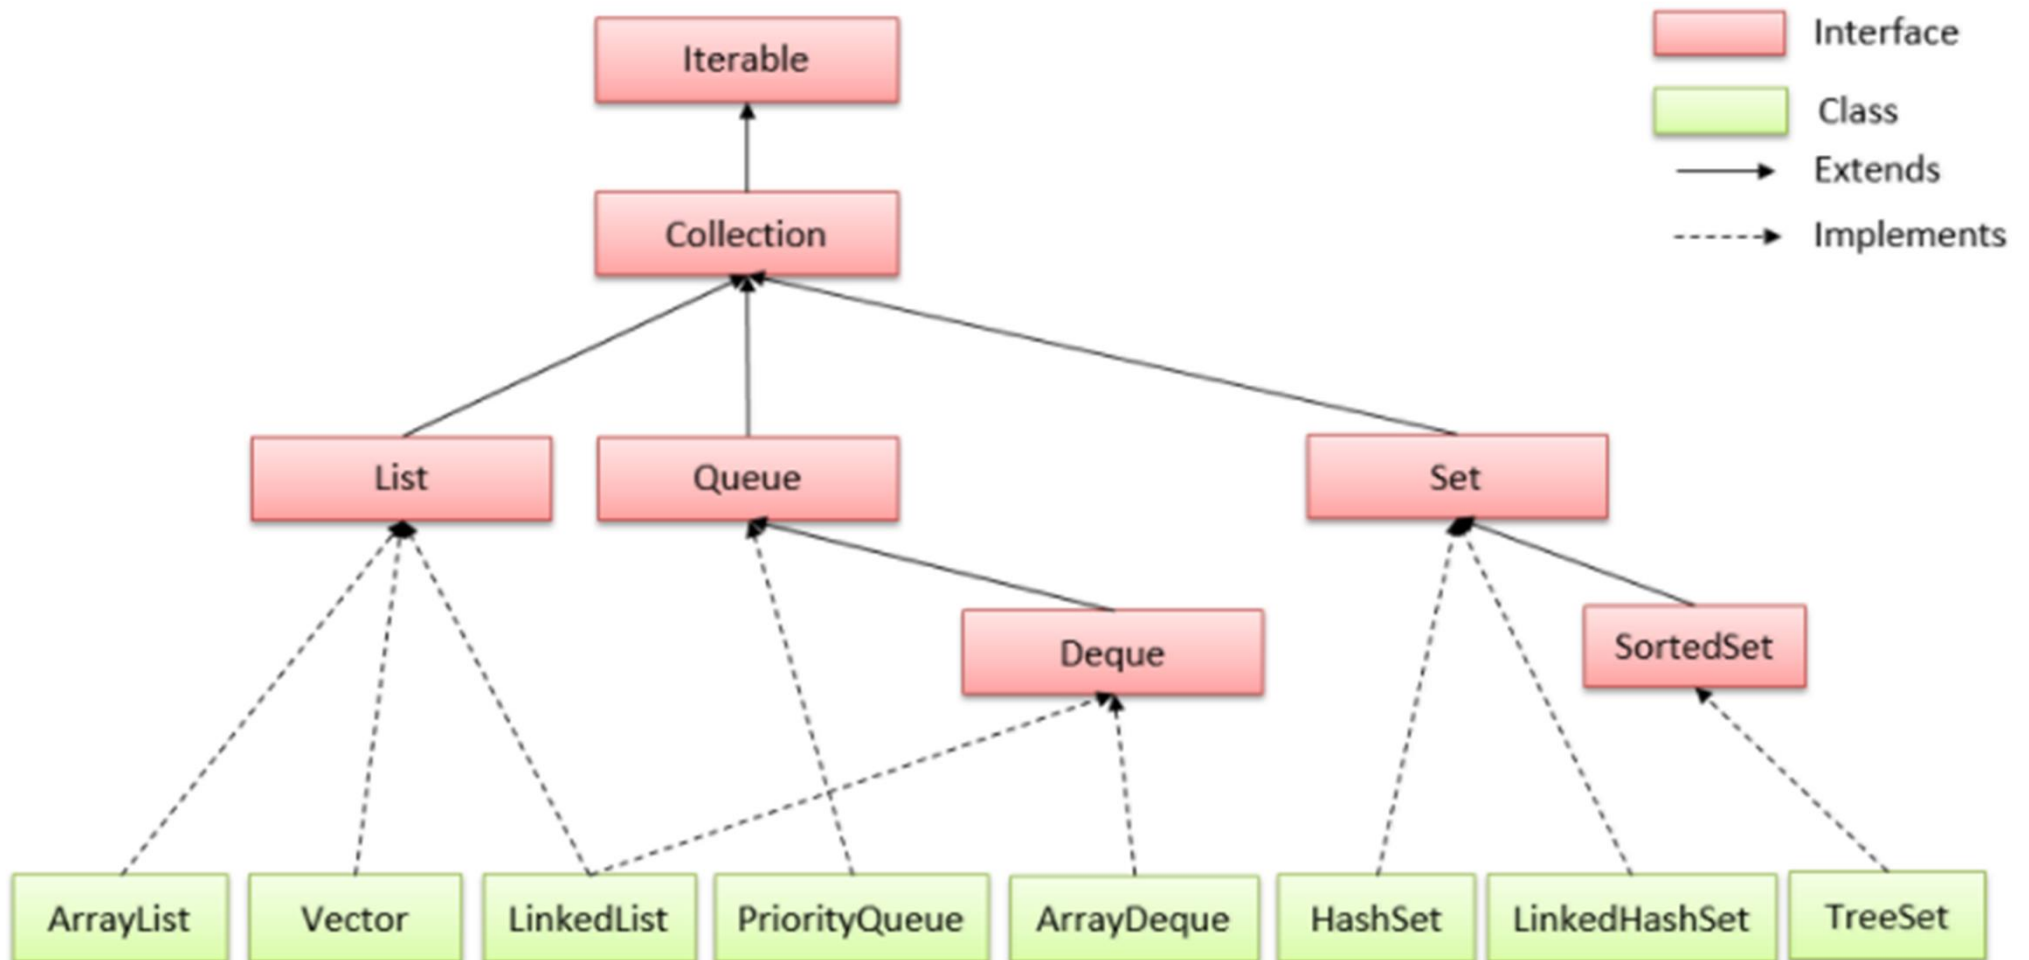 Iterable
Interface
Class
Extends
Implements
Collection
List
Queue
Set
Deque
SortedSet
ArrayList
Vector
LinkedList
PriorityQueue
ArrayDeque
HashSet
LinkedHashSet
TreeSet